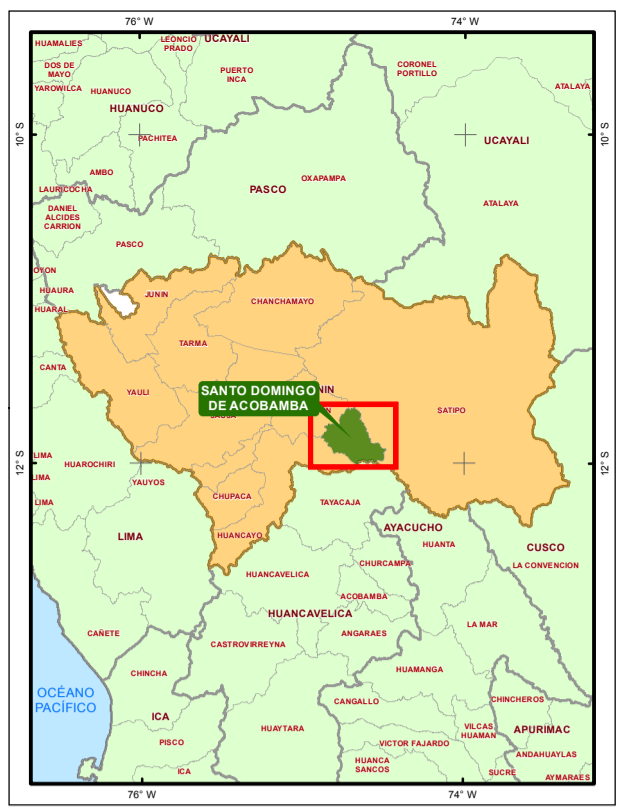 76° W
74° W
HUAMALIES
LEONCIO
PRADO
UCAYALI
DOS DE
MAYO
PUERTO
INCA
CORONEL
PORTILLO
YAROWILCA
HUANUCO
ATALAYA
HUANUCO
10° S
10° S
PACHITEA
UCAYALI
AMBO
LAURICOCHA
OXAPAMPA
PASCO
DANIEL
ALCIDES
CARRION
ATALAYA
PASCO
OYON
HUAURA
JUNIN
CHANCHAMAYO
HUARAL
TARMA
CANTA
YAULI
SANTO DOMINGO
DE ACOBAMBA
NIN
SATIPO
LIMA
HUAROCHIRI
12° S
12° S
LIMA
YAUYOS
LIMA
CHUPACA
TAYACAJA
LIMA
HUANCAYO
AYACUCHO
HUANTA
CUSCO
LA CONVENCION
HUANCAVELICA
CHURCAMPA
ACOBAMBA
HUANCAVELICA
LA MAR
CAÑETE
CASTROVIRREYNA
ANGARAES
CHINCHA
HUAMANGA
OCÉANO
PACÍFICO
CANGALLO
CHINCHEROS
ICA
HUAYTARA
VILCAS
HUAMAN
APURIMAC
PISCO
VICTOR FAJARDO
ANDAHUAYLAS
HUANCA
SANCOS
ICA
SUCRE
AYMARAES
76° W
74° W